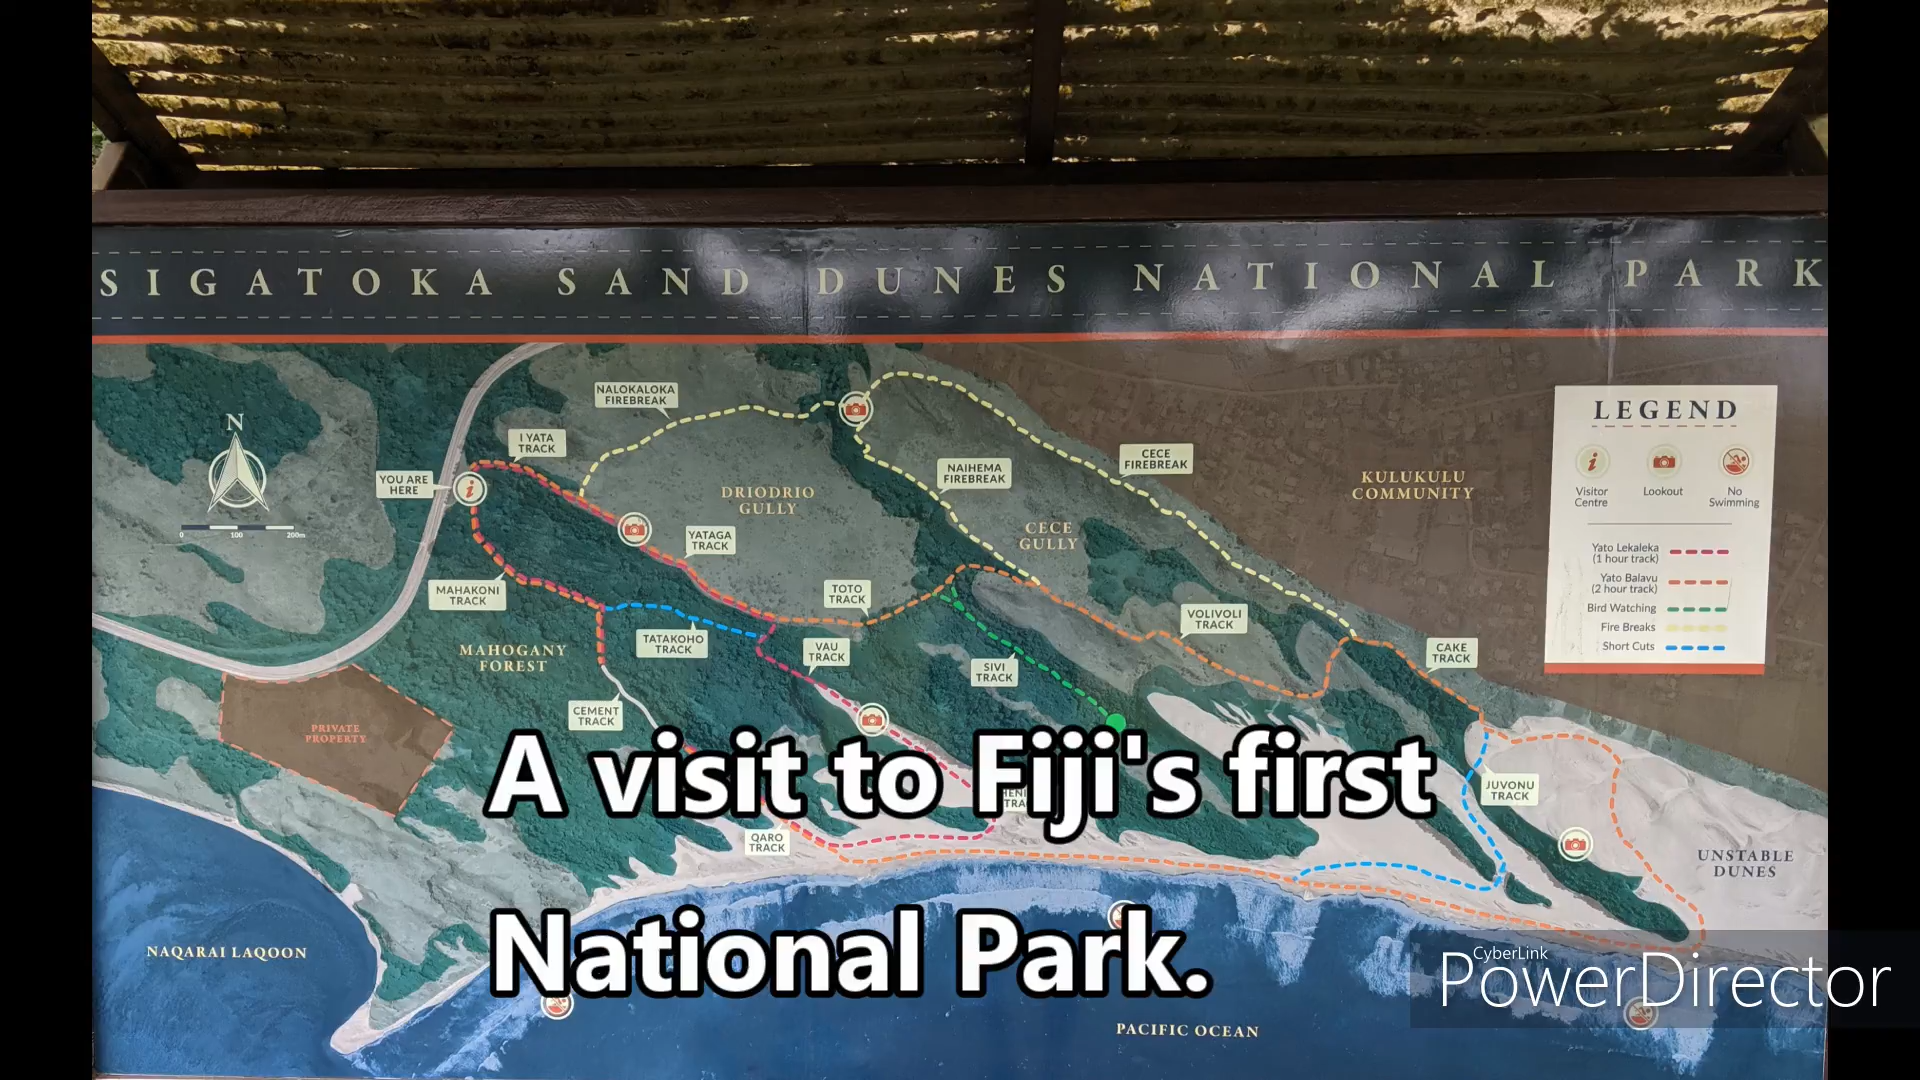 SIGATOKA SAND DUNES NATIONAL PARK
NALOKALOKA
FIREBREAK
I YATA
TRACK
N
YOU ARE
HERE
0 100 200m
CECE
FIREBREAK
NAIHEMA
FIREBREAK
DRIODRIO
GULLY
CECE
GULLY
KULUKULU
COMMUNITY
YATAGA
TRACK
MAHAKONI
TRACK
TOTO
TRACK
VOLIVOLI
TRACK
TATAKOHO
TRACK
VAU
TRACK
CAKE
TRACK
MAHOGANY
FOREST
SIVI
TRACK
CEMENT
TRACK
PRIVATE
PROPERTY
JUVONU
TRACK
QARO
TRACK
UNSTABLE
DUNES
NAQARAI LAQOON
PACIFIC OCEAN
LEGEND
Visitor
Centre
Lookout
No
Swimming
Yato Lekaleka
(1 hour track)
Yato Balavu
(2 hour track)
Bird Watching
Fire Breaks
Short Cuts
A visit to Fiji's first
National Park.
CyberLink
PowerDirector